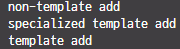 non-template add
specialized template add
template add